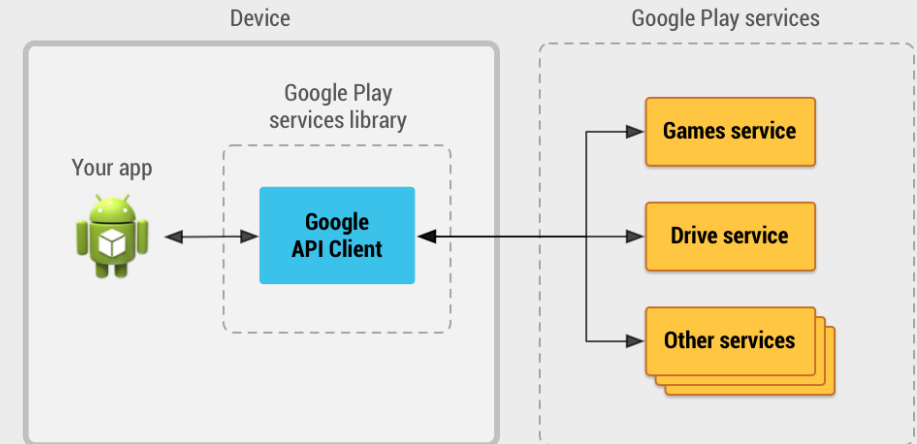 Device
Google Play services
Google Play
services library
Your app
Google
API Client
Games service
Drive service
Other services